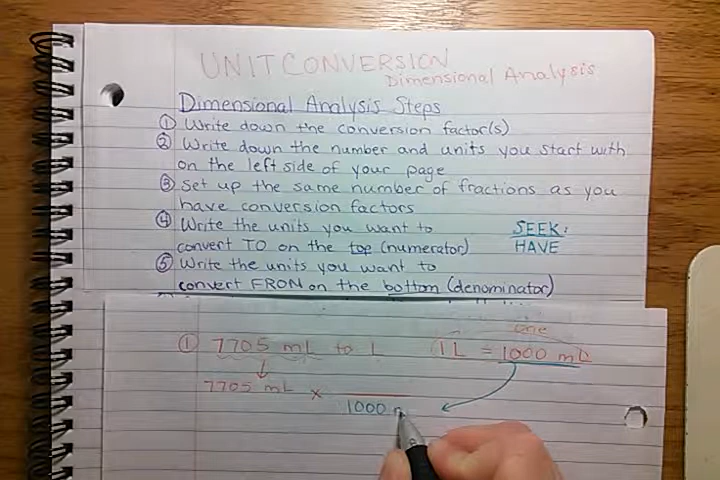 UNIT CONVERSION
Dimensional Analysis
Dimensional Analysis Steps
① Write down the conversion factor(s)
② Write down the number and units you start with
on the left side of your page
③ Set up the same number of fractions as you
have conversion factors
④ Write the units you want to
convert TO on the top (numerator)
SEEK:
HAVE
⑤ Write the units you want to
convert FROM on the bottom (denominator)
one
① 7705 mL to L
1 L = 1000 mL
7705 mL ×
1000